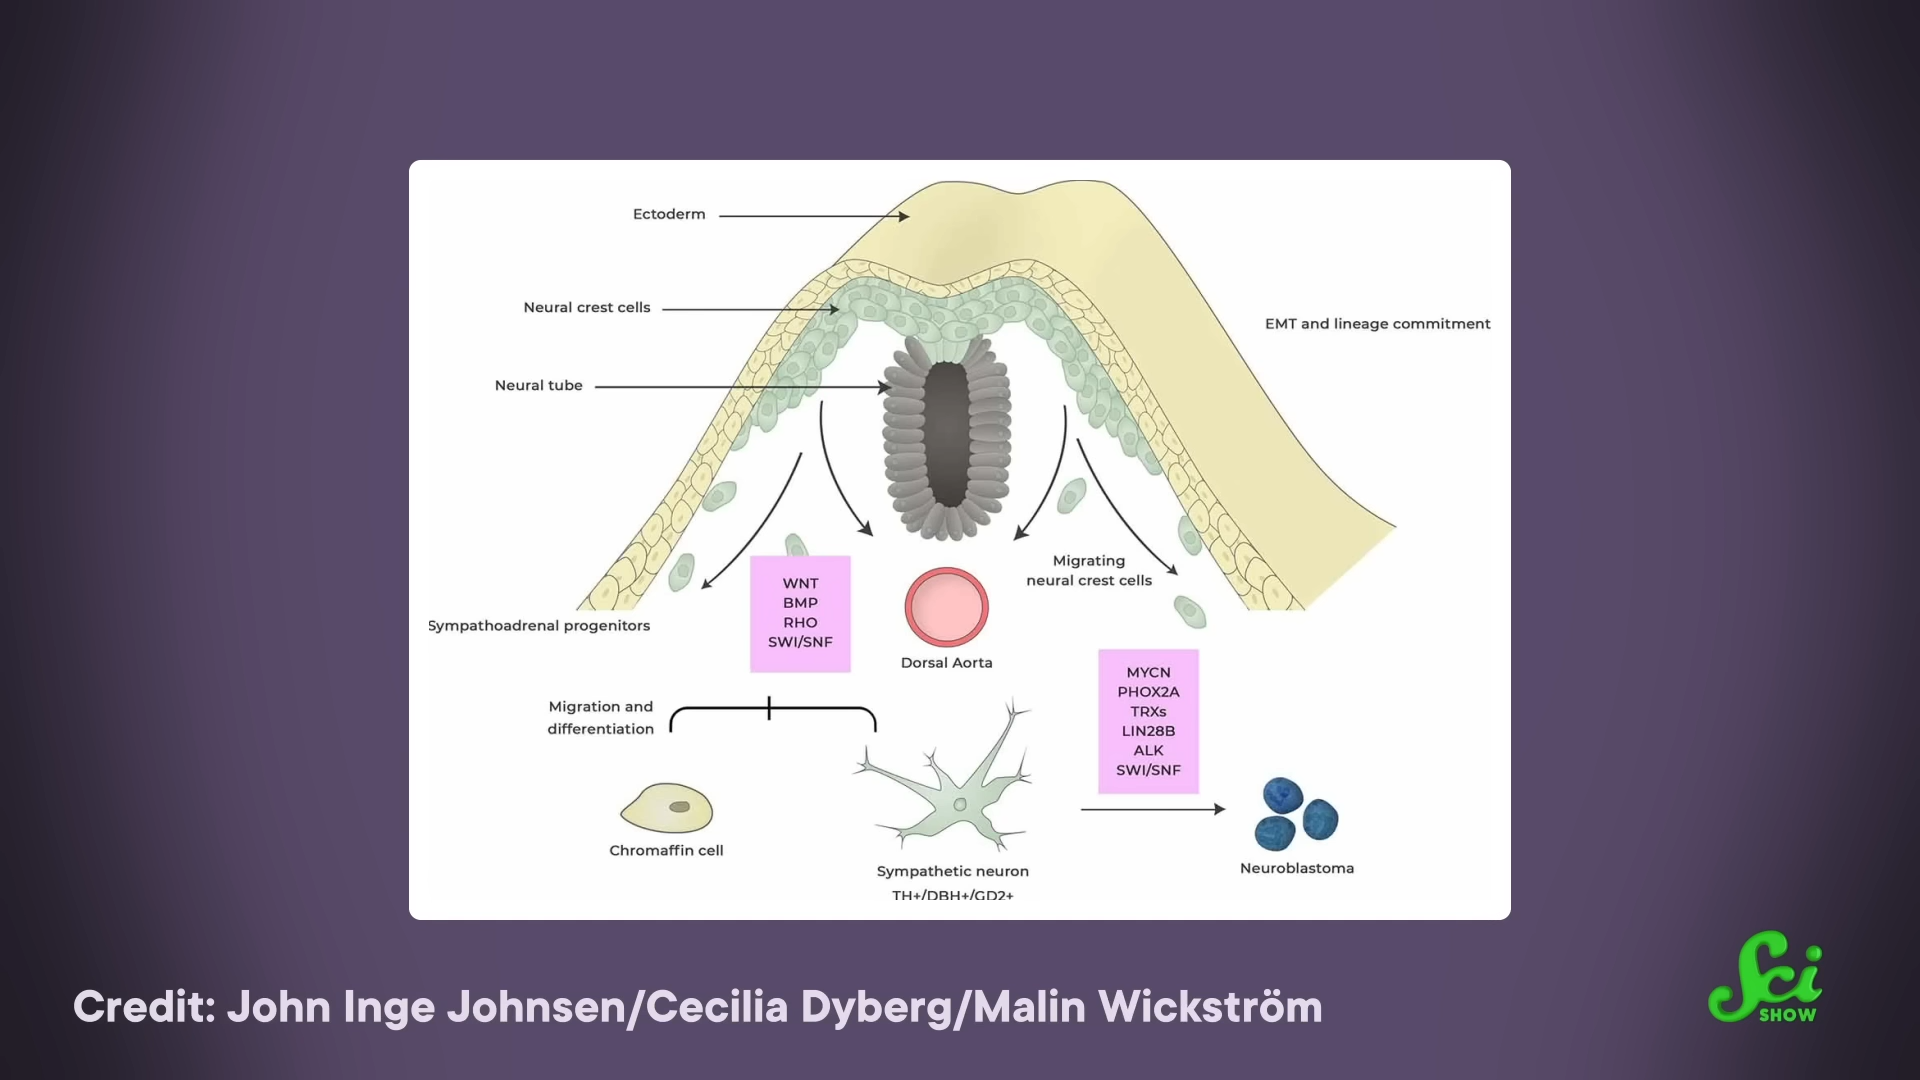 Ectoderm
Neural crest cells
EMT and lineage commitment
Neural tube
Migrating
neural crest cells
WNT
BMP
RHO
SWI/SNF
Sympathoadrenal progenitors
Dorsal Aorta
MYCN
PHOX2A
TRXs
LIN28B
ALK
SWI/SNF
Migration and
differentiation
Chromaffin cell
Sympathetic neuron
TH+/DBH+/GD2+
Neuroblastoma
Credit: John Inge Johnsen/Cecilia Dyberg/Malin Wickström
Sci
SHOW